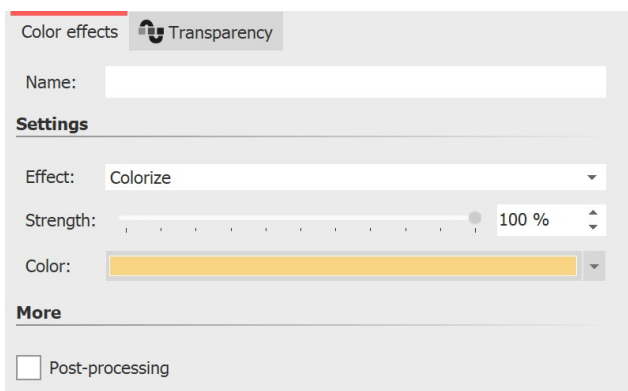 Color effects Transparency
Name:
Settings
Effect: Colorize
Strength: 100 %
Color:
More
Post-processing